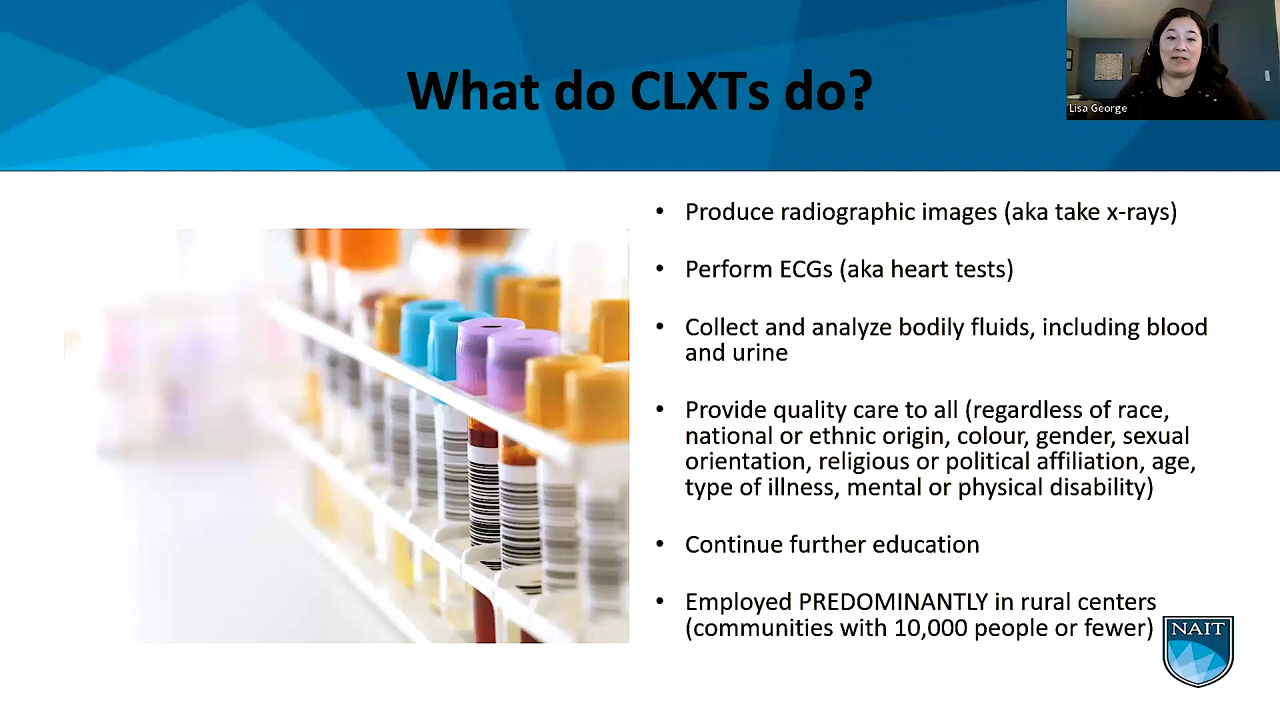 What do CLXTs do?
Lisa George
• Produce radiographic images (aka take x-rays)
• Perform ECGs (aka heart tests)
• Collect and analyze bodily fluids, including blood
and urine
• Provide quality care to all (regardless of race,
national or ethnic origin, colour, gender, sexual
orientation, religious or political affiliation, age,
type of illness, mental or physical disability)
• Continue further education
• Employed PREDOMINANTLY in rural centers
(communities with 10,000 people or fewer)
NAIT